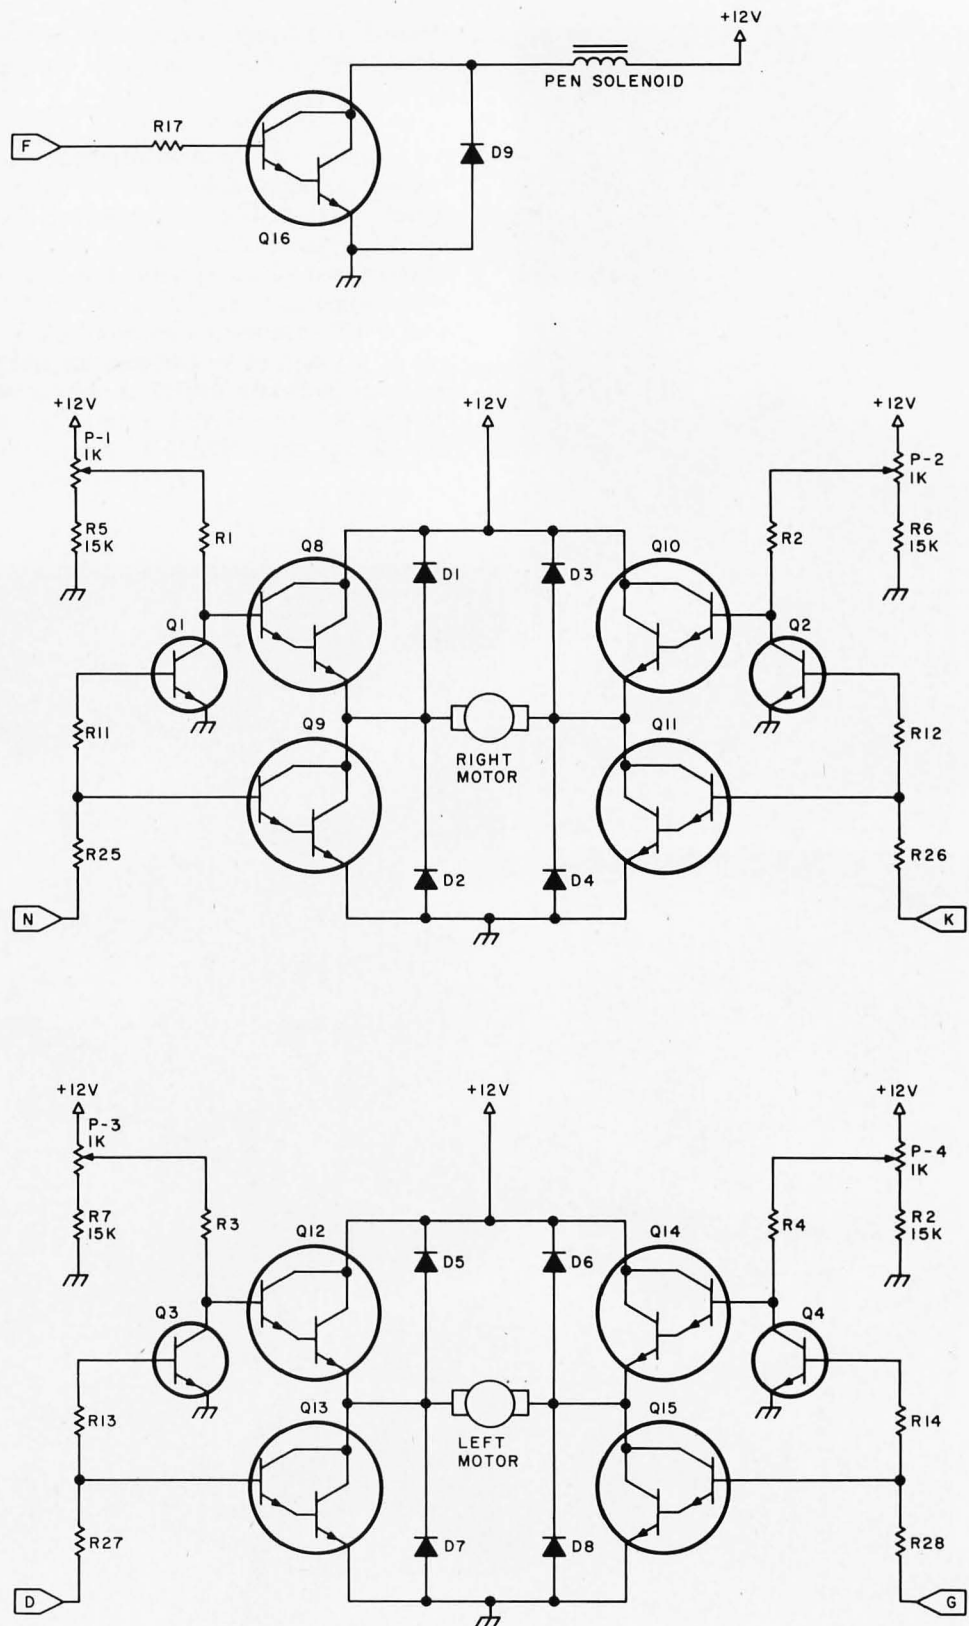 +12V
PEN SOLENOID
R17
F
D9
Q16
+12V
+12V
+12V
P-1
1K
P-2
1K
R5
15K
R1
Q8
Q10
R2
R6
15K
D1
D3
Q1
Q2
R11
Q9
Q11
R12
RIGHT
MOTOR
R25
D2
D4
R26
N
K
+12V
+12V
+12V
P-3
1K
P-4
1K
R7
15K
R3
Q12
Q14
R4
R2
15K
D5
D6
Q3
Q4
R13
Q13
Q15
R14
LEFT
MOTOR
R27
D7
D8
R28
D
G